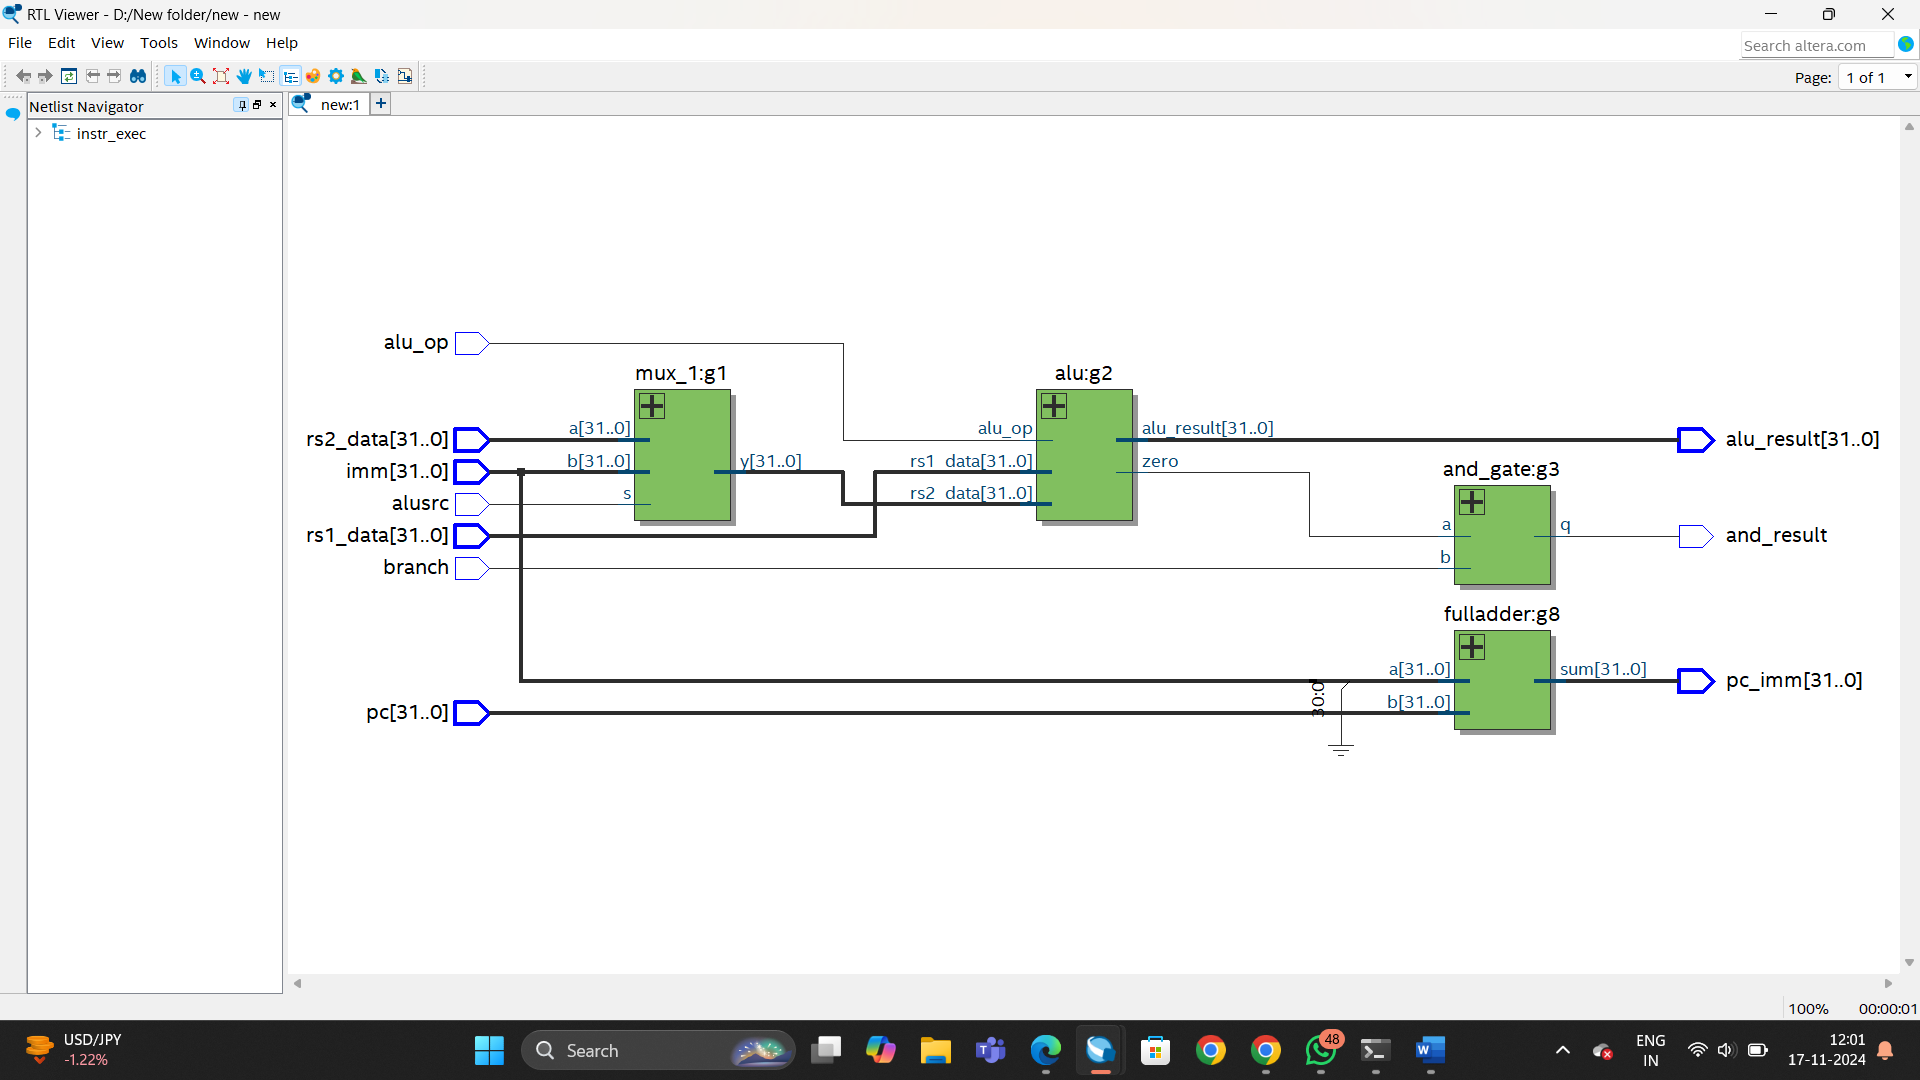 RTL Viewer - D:/New folder/new - new
File Edit View Tools Window Help
Search altera.com
Page: 1 of 1
Netlist Navigator
new:1
instr_exec
alu_op
mux_1:g1
alu:g2
rs2_data[31..0]
a[31..0]
alu_op
alu_result[31..0]
alu_result[31..0]
imm[31..0]
b[31..0]
y[31..0]
rs1_data[31..0]
zero
and_gate:g3
alusrc
s
rs2_data[31..0]
rs1_data[31..0]
a
q
and_result
branch
b
fulladder:g8
a[31..0]
sum[31..0]
pc_imm[31..0]
30:0
pc[31..0]
b[31..0]
100% 00:00:01
USD/JPY
-1.22%
Search
48
ENG
IN
12:01
17-11-2024